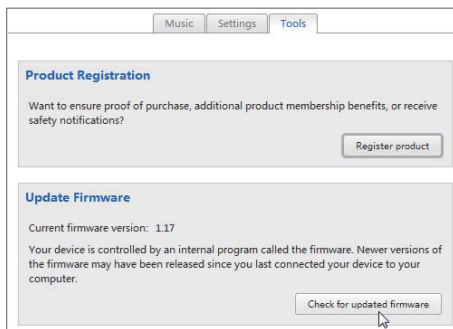 Music Settings Tools
Product Registration
Want to ensure proof of purchase, additional product membership benefits, or receive
safety notifications?
Register product
Update Firmware
Current firmware version: 1.17
Your device is controlled by an internal program called the firmware. Newer versions of
the firmware may have been released since you last connected your device to your
computer.
Check for updated firmware